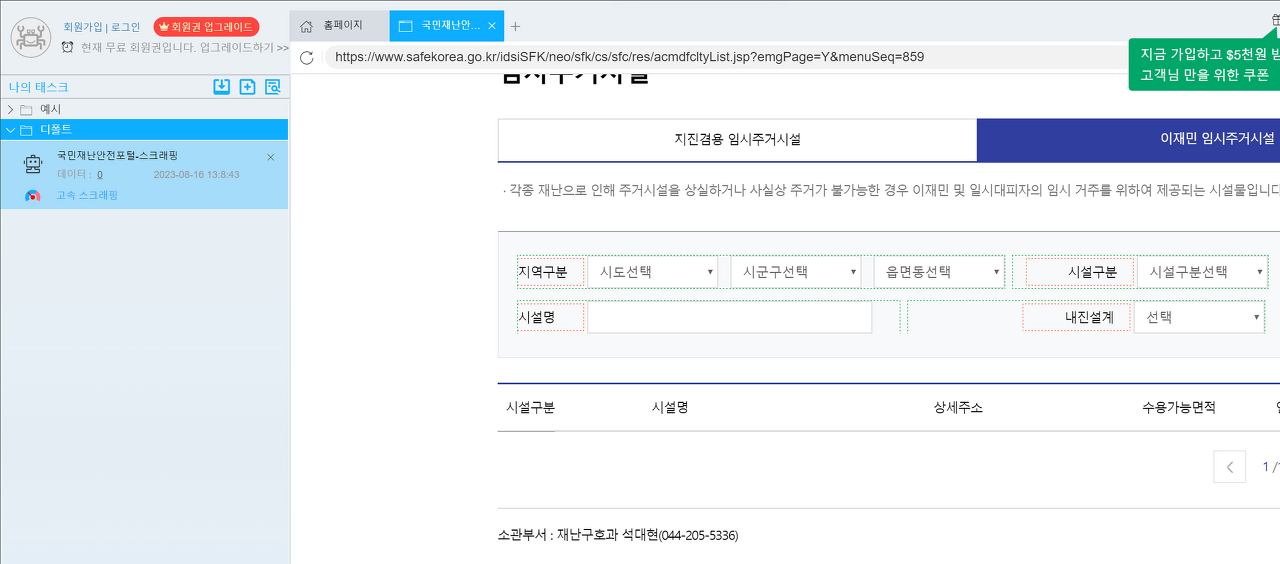 회원가입 | 로그인 회원권 업그레이드
현재 무료 회원권입니다. 업그레이드하기 >>
나의 태스크
예시
디폴트
국민재난안전포털-스크래핑
데이터 : 0 2023-08-16 13:8:43
고속 스크래핑
홈페이지 국민재난안...
https://www.safekorea.go.kr/idsiSFK/neo/sfk/cs/sfc/res/acmdfcltyList.jsp?emgPage=Y&menuSeq=859
지금 가입하고 $5천원
고객님 만을 위한 쿠폰
임시주거시설
지진겸용 임시주거시설 이재민 임시주거시설
· 각종 재난으로 인해 주거시설을 상실하거나 사실상 주거가 불가능한 경우 이재민 및 일시대피자의 임시 거주를 위하여 제공되는 시설물입니다
지역구분 시도선택 시군구선택 읍면동선택 시설구분 시설구분선택
시설명 내진설계 선택
시설구분 시설명 상세주소 수용가능면적
1 /
소관부서 : 재난구호과 석대현(044-205-5336)